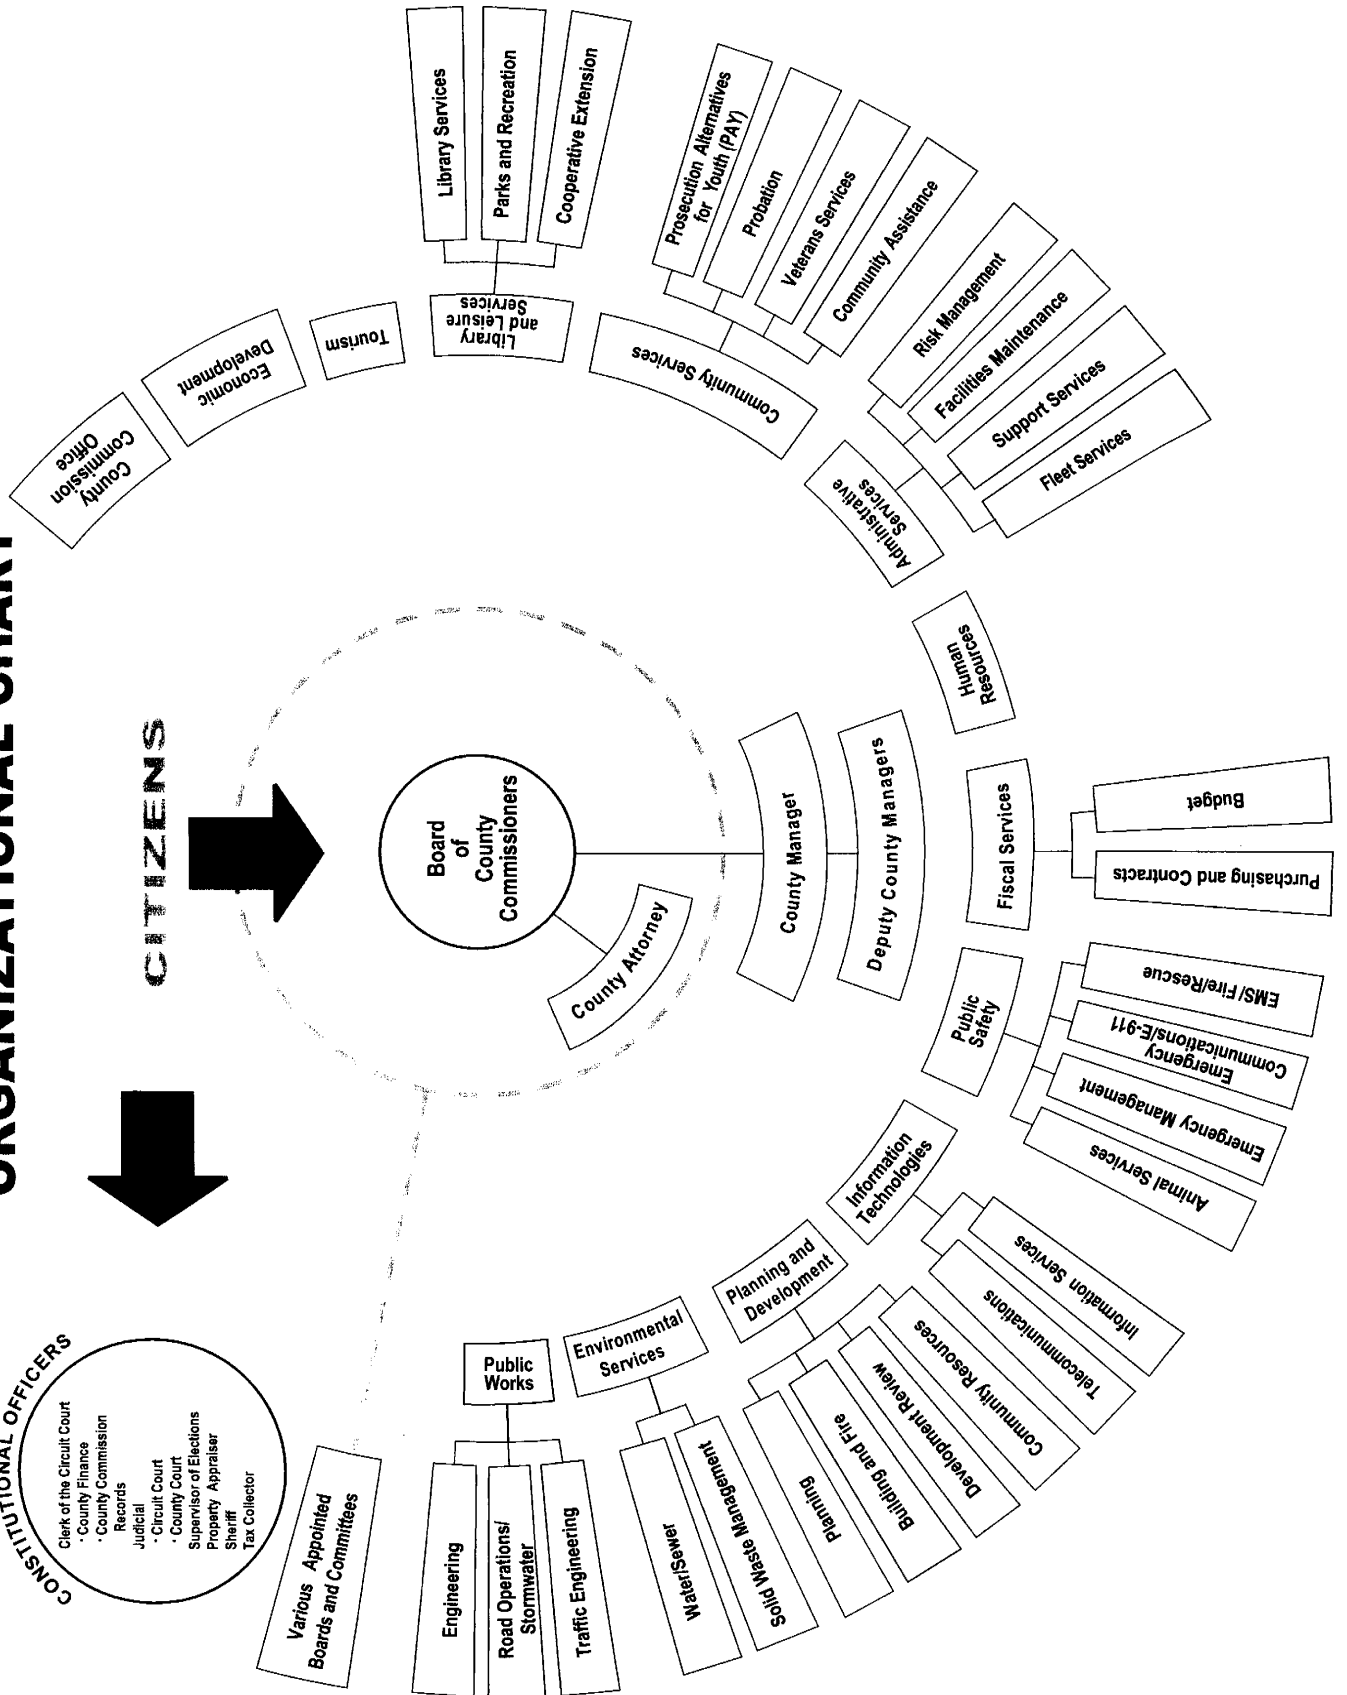 ORGANIZATIONAL CHART
CITIZENS
CONSTITUTIONAL OFFICERS
Clerk of the Circuit Court
· County Finance
· County Commission
Records
Judicial
· Circuit Court
· County Court
Supervisor of Elections
Property Appraiser
Sheriff
Tax Collector
Various Appointed
Boards and Committees
Board
of
County
Commissioners
County Attorney
County Manager
Deputy County Managers
Public
Works
Engineering
Road Operations/
Stormwater
Traffic Engineering
Environmental
Services
Water/Sewer
Solid Waste Management
Planning and
Development
Planning
Building and Fire
Development Review
Community Resources
Information
Technologies
Telecommunications
Information Services
Public
Safety
Animal Services
Emergency Management
Emergency
Communications/E-911
EMS/Fire/Rescue
Fiscal Services
Purchasing and Contracts
Budget
Human
Resources
Administrative
Services
Fleet Services
Support Services
Facilities Maintenance
Risk Management
Community Services
Community Assistance
Veterans Services
Probation
Prosecution Alternatives
for Youth (PAY)
Library
and Leisure
Services
Cooperative Extension
Parks and Recreation
Library Services
Tourism
Economic
Development
County
Commission
Office